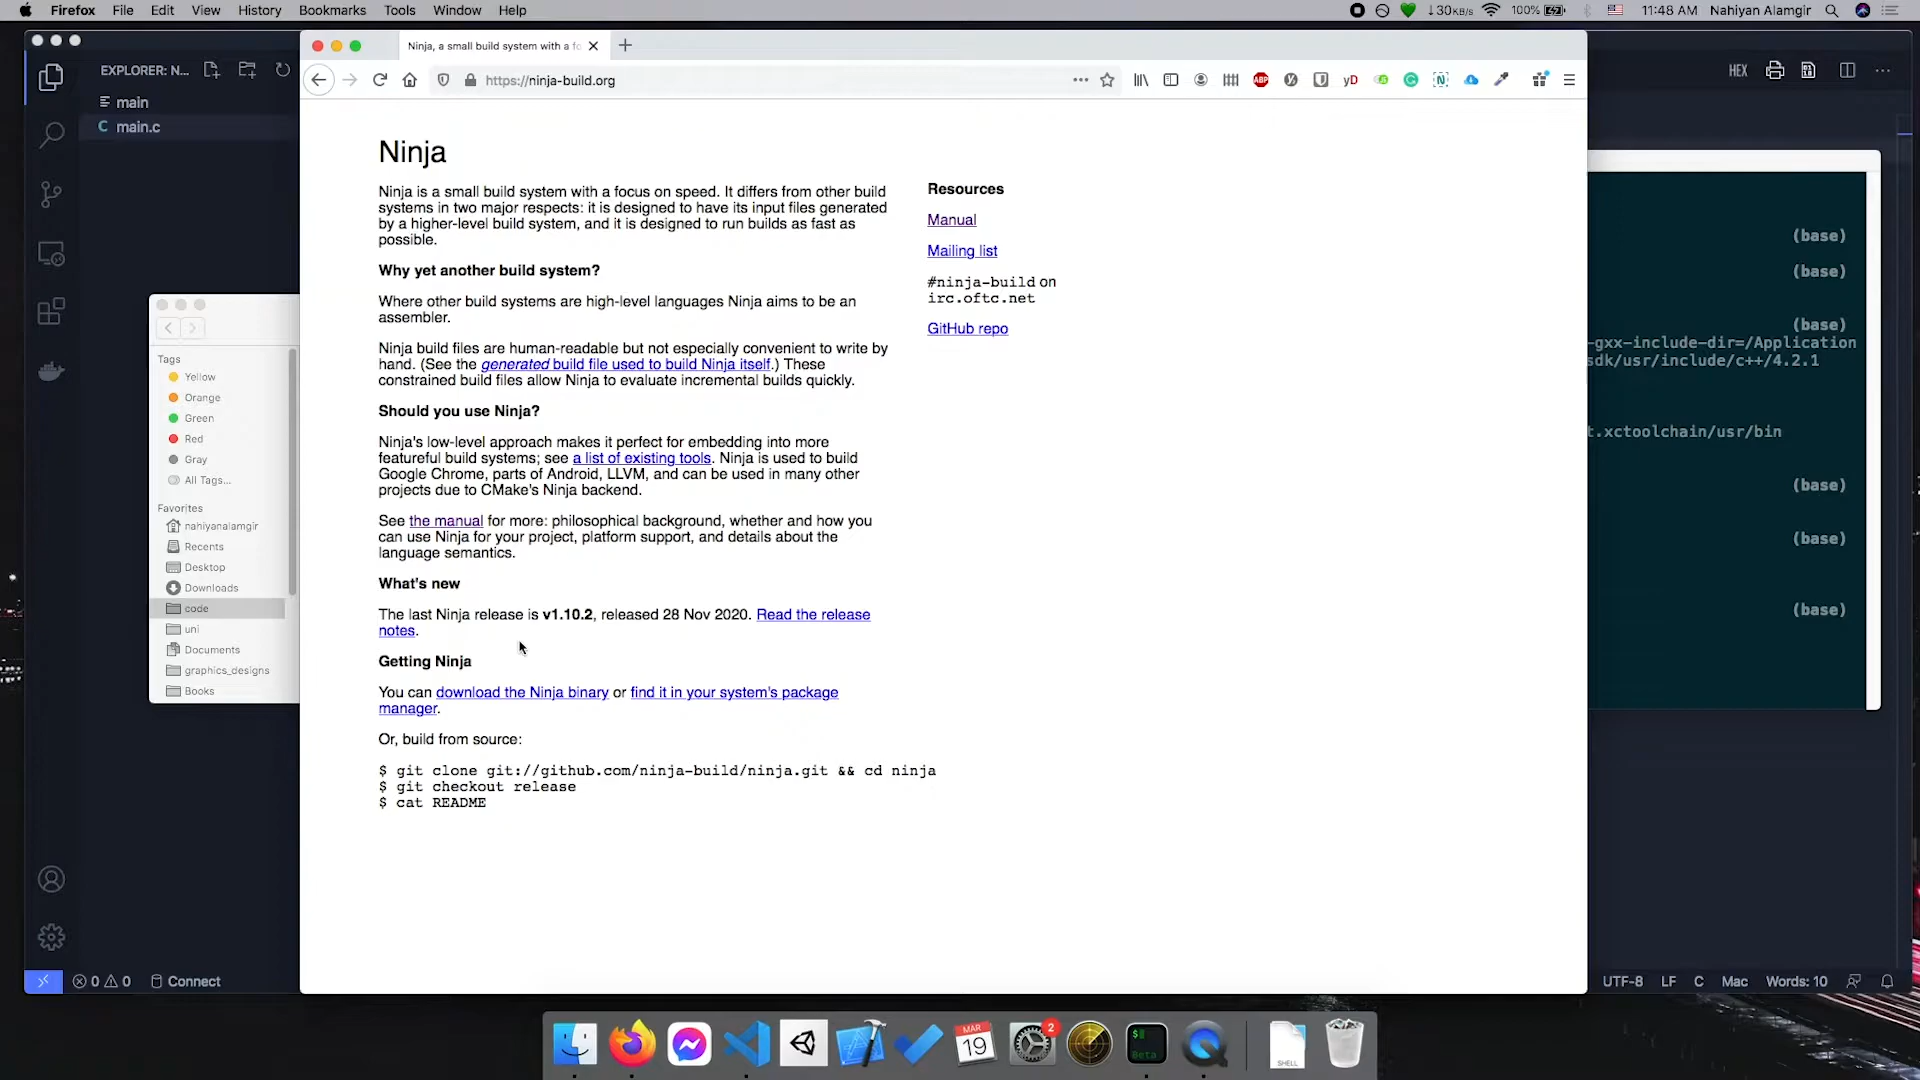 Firefox File Edit View History Bookmarks Tools Window Help
↓30KB/s 100% 11:48 AM Nahiyan Alamgir
EXPLORER: N...
main
C main.c
Ninja, a small build system with a fo
https://ninja-build.org
ABP
yD
HEX
Ninja
Ninja is a small build system with a focus on speed. It differs from other build
systems in two major respects: it is designed to have its input files generated
by a higher-level build system, and it is designed to run builds as fast as
possible.
Why yet another build system?
Where other build systems are high-level languages Ninja aims to be an
assembler.
Ninja build files are human-readable but not especially convenient to write by
hand. (See the generated build file used to build Ninja itself.) These
constrained build files allow Ninja to evaluate incremental builds quickly.
Should you use Ninja?
Ninja's low-level approach makes it perfect for embedding into more
featureful build systems; see a list of existing tools. Ninja is used to build
Google Chrome, parts of Android, LLVM, and can be used in many other
projects due to CMake's Ninja backend.
See the manual for more: philosophical background, whether and how you
can use Ninja for your project, platform support, and details about the
language semantics.
What's new
The last Ninja release is v1.10.2, released 28 Nov 2020. Read the release
notes.
Getting Ninja
You can download the Ninja binary or find it in your system's package
manager.
Or, build from source:
$ git clone git://github.com/ninja-build/ninja.git && cd ninja
$ git checkout release
$ cat README
Resources
Manual
Mailing list
#ninja-build on
irc.oftc.net
GitHub repo
Tags
Yellow
Orange
Green
Red
Gray
All Tags...
Favorites
nahiyanalamgir
Recents
Desktop
Downloads
code
uni
Documents
graphics_designs
Books
(base)
(base)
(base)
-gxx-include-dir=/Application
sdk/usr/include/c++/4.2.1
t.xctoolchain/usr/bin
(base)
(base)
(base)
0 0 Connect
UTF-8 LF C Mac Words: 10
MAR
19
2
$
Beta
SHELL